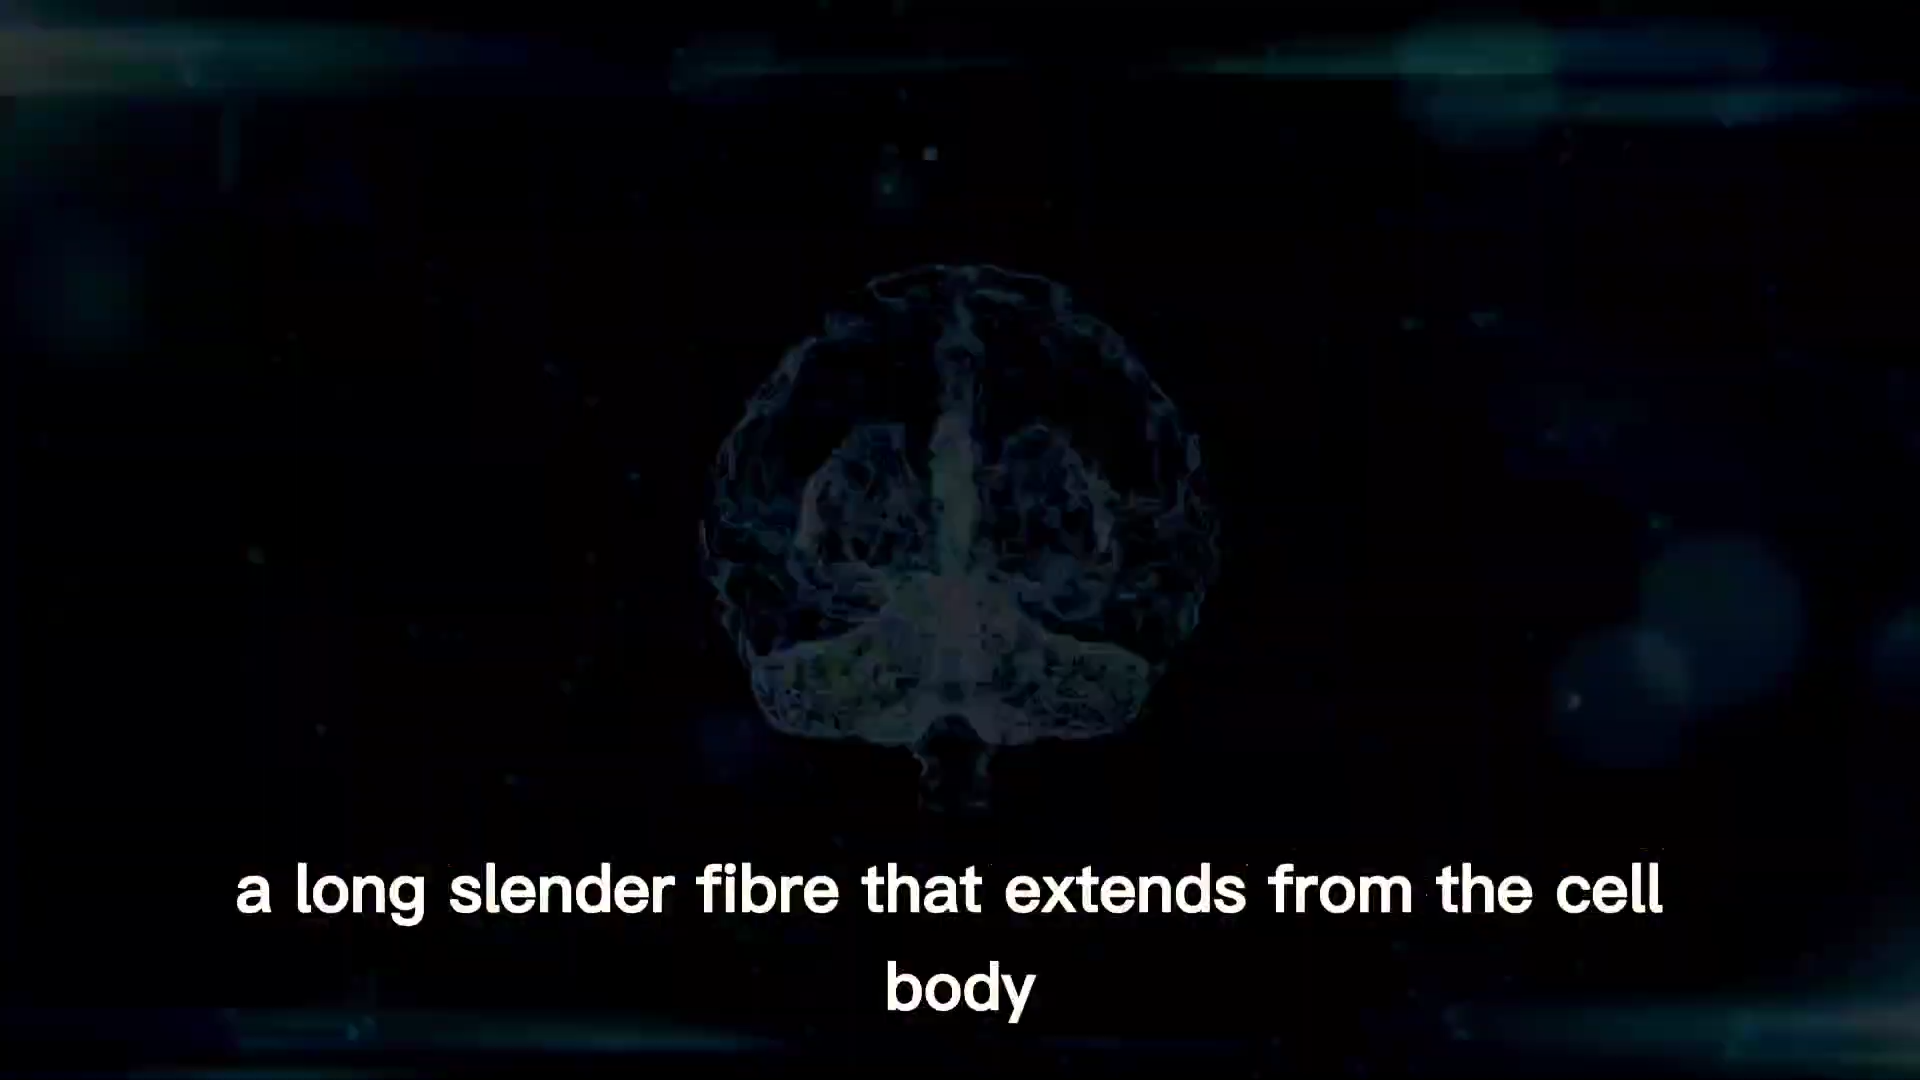 a long slender fibre that extends from the cell
body